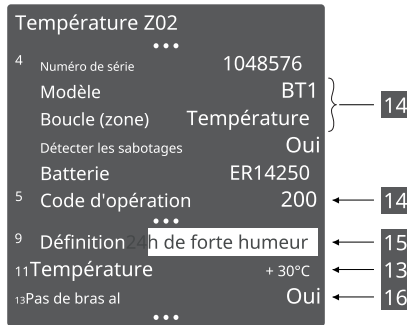 Température Z02
...
4 Numéro de série 1048576
Modèle BT1
Boucle (zone) Température
14
Détecter les sabotages Oui
Batterie ER14250
5 Code d'opération 200 14
...
9 Définition 24h de forte humeur 15
11 Température + 30°C 13
13 Pas de bras al Oui 16
...